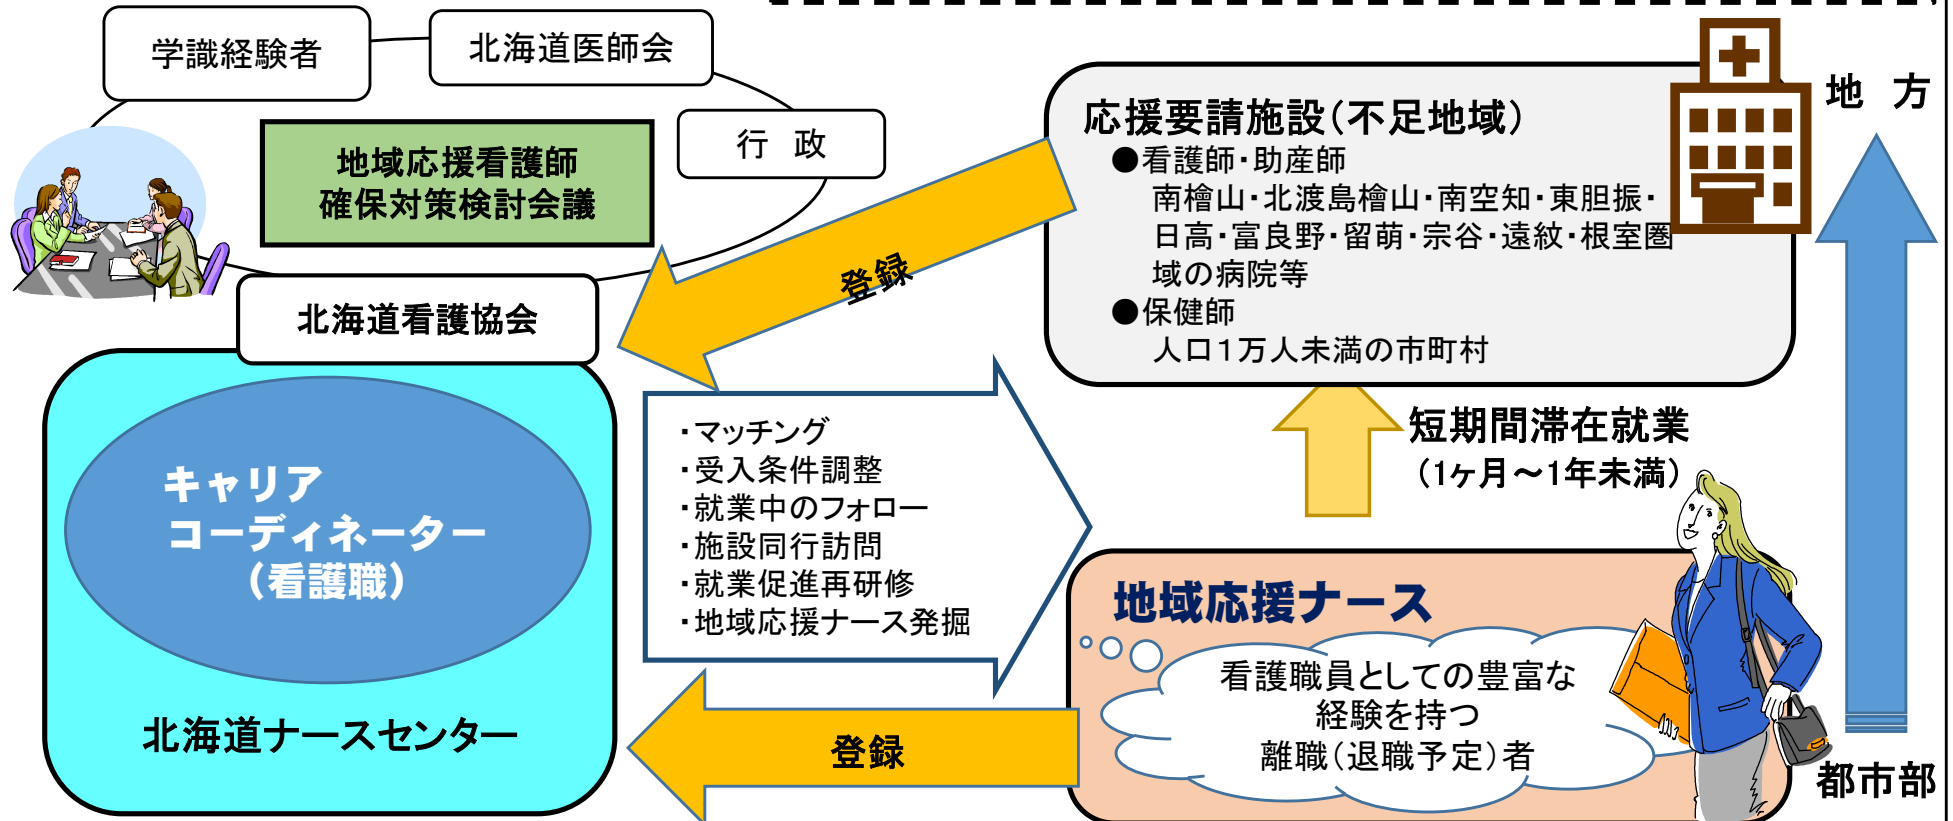 学識経験者
北海道医師会
行 政
地域応援看護師
確保対策検討会議
北海道看護協会
キャリア
コーディネーター
(看護職)
北海道ナースセンター
登録
応援要請施設(不足地域)
●看護師・助産師
南檜山・北渡島檜山・南空知・東胆振・
日高・富良野・留萌・宗谷・遠紋・根室圏
域の病院等
●保健師
人口1万人未満の市町村
・マッチング
・受入条件調整
・就業中のフォロー
・施設同行訪問
・就業促進再研修
・地域応援ナース発掘
短期間滞在就業
(1ヶ月～1年未満)
地域応援ナース
看護職員としての豊富な
経験を持つ
離職(退職予定)者
登録
地 方
都市部